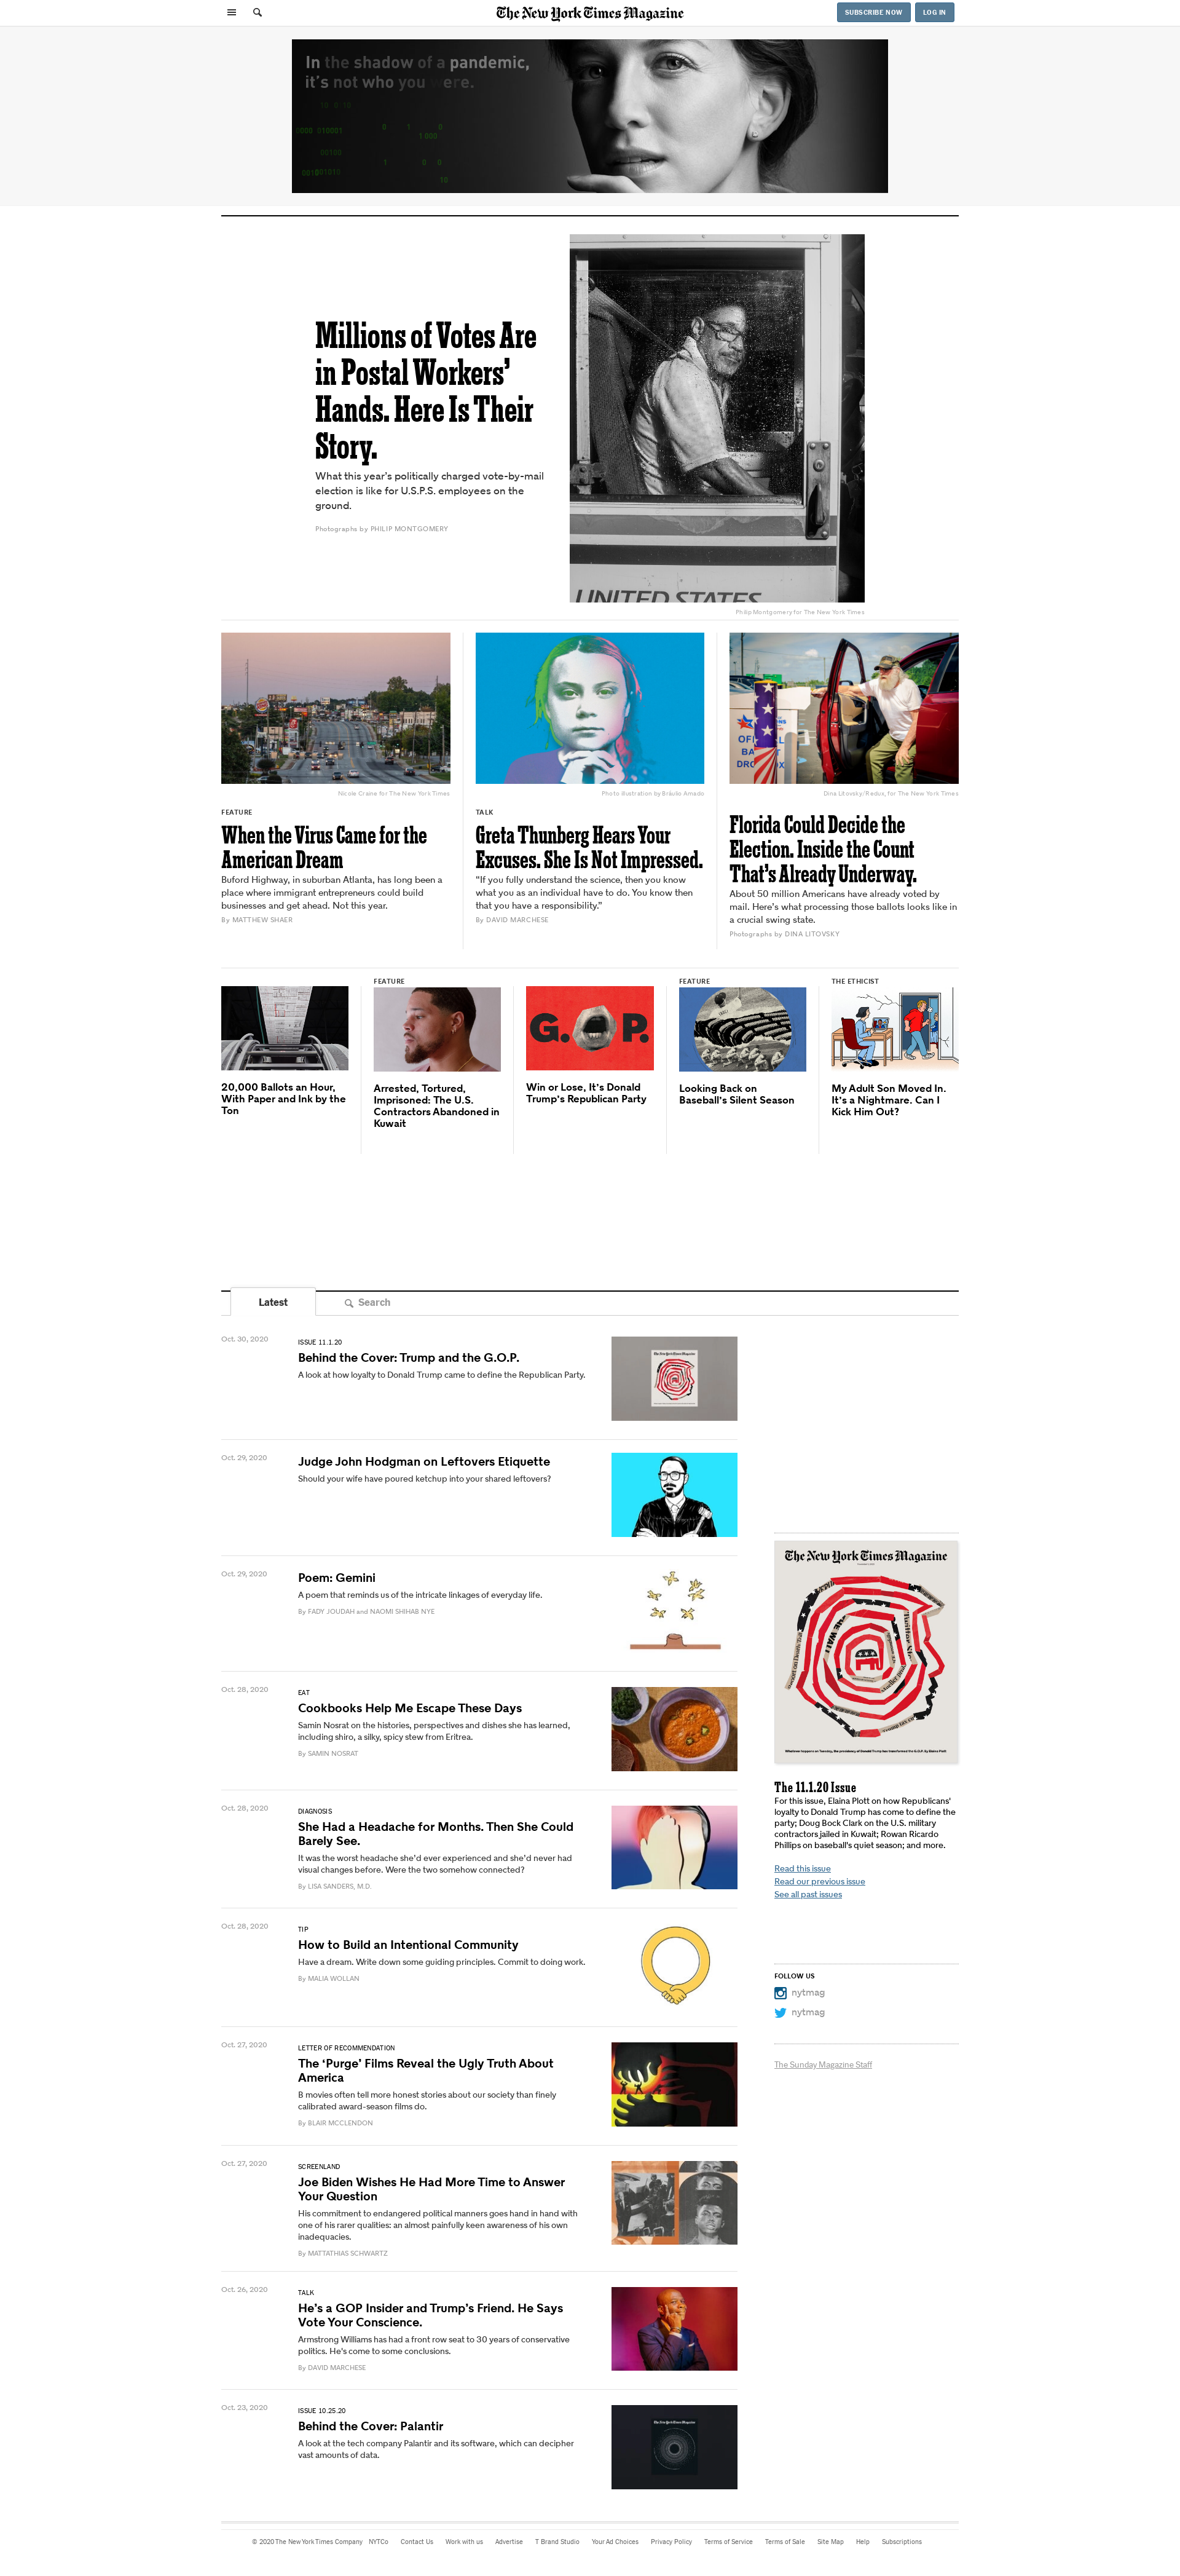 The New York Times Magazine
SUBSCRIBE NOW
LOG IN
In the shadow of a pandemic,
it's not who you were.
Millions of Votes Are
in Postal Workers’
Hands. Here Is Their
Story.
What this year’s politically charged vote-by-mail
election is like for U.S.P.S. employees on the
ground.
Photographs by PHILIP MONTGOMERY
UNITED STATES
Philip Montgomery for The New York Times
Nicole Craine for The New York Times
FEATURE
When the Virus Came for the
American Dream
Buford Highway, in suburban Atlanta, has long been a
place where immigrant entrepreneurs could build
businesses and get ahead. Not this year.
By MATTHEW SHAER
Photo illustration by Bráulio Amado
TALK
Greta Thunberg Hears Your
Excuses. She Is Not Impressed.
“If you fully understand the science, then you know
what you as an individual have to do. You know then
that you have a responsibility.”
By DAVID MARCHESE
Dina Litovsky/Redux, for The New York Times
Florida Could Decide the
Election. Inside the Count
That’s Already Underway.
About 50 million Americans have already voted by
mail. Here’s what processing those ballots looks like in
a crucial swing state.
Photographs by DINA LITOVSKY
20,000 Ballots an Hour,
With Paper and Ink by the
Ton
FEATURE
Arrested, Tortured,
Imprisoned: The U.S.
Contractors Abandoned in
Kuwait
G.O.P.
Win or Lose, It’s Donald
Trump’s Republican Party
FEATURE
Looking Back on
Baseball’s Silent Season
THE ETHICIST
My Adult Son Moved In.
It’s a Nightmare. Can I
Kick Him Out?
Latest
Search
Oct. 30, 2020
ISSUE 11.1.20
Behind the Cover: Trump and the G.O.P.
A look at how loyalty to Donald Trump came to define the Republican Party.
Oct. 29, 2020
Judge John Hodgman on Leftovers Etiquette
Should your wife have poured ketchup into your shared leftovers?
Oct. 29, 2020
Poem: Gemini
A poem that reminds us of the intricate linkages of everyday life.
By FADY JOUDAH and NAOMI SHIHAB NYE
Oct. 28, 2020
EAT
Cookbooks Help Me Escape These Days
Samin Nosrat on the histories, perspectives and dishes she has learned,
including shiro, a silky, spicy stew from Eritrea.
By SAMIN NOSRAT
Oct. 28, 2020
DIAGNOSIS
She Had a Headache for Months. Then She Could
Barely See.
It was the worst headache she’d ever experienced and she’d never had
visual changes before. Were the two somehow connected?
By LISA SANDERS, M.D.
Oct. 28, 2020
TIP
How to Build an Intentional Community
Have a dream. Write down some guiding principles. Commit to doing work.
By MALIA WOLLAN
Oct. 27, 2020
LETTER OF RECOMMENDATION
The ‘Purge’ Films Reveal the Ugly Truth About
America
B movies often tell more honest stories about our society than finely
calibrated award-season films do.
By BLAIR MCCLENDON
Oct. 27, 2020
SCREENLAND
Joe Biden Wishes He Had More Time to Answer
Your Question
His commitment to endangered political manners goes hand in hand with
one of his rarer qualities: an almost painfully keen awareness of his own
inadequacies.
By MATTATHIAS SCHWARTZ
Oct. 26, 2020
TALK
He’s a GOP Insider and Trump’s Friend. He Says
Vote Your Conscience.
Armstrong Williams has had a front row seat to 30 years of conservative
politics. He’s come to some conclusions.
By DAVID MARCHESE
Oct. 23, 2020
ISSUE 10.25.20
Behind the Cover: Palantir
A look at the tech company Palantir and its software, which can decipher
vast amounts of data.
The New York Times Magazine
The 11.1.20 Issue
For this issue, Elaina Plott on how Republicans’
loyalty to Donald Trump has come to define the
party; Doug Bock Clark on the U.S. military
contractors jailed in Kuwait; Rowan Ricardo
Phillips on baseball’s quiet season; and more.
Read this issue
Read our previous issue
See all past issues
FOLLOW US
nytmag
nytmag
The Sunday Magazine Staff
© 2020 The New York Times Company NYTCo Contact Us Work with us Advertise T Brand Studio Your Ad Choices Privacy Policy Terms of Service Terms of Sale Site Map Help Subscriptions